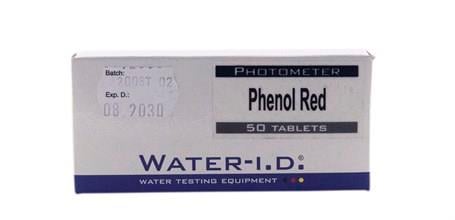 Batch:
Exp. D.:
08.2030
PHOTOMETER
Phenol Red
50 TABLETS
WATER-I.D.
WATER TESTING EQUIPMENT